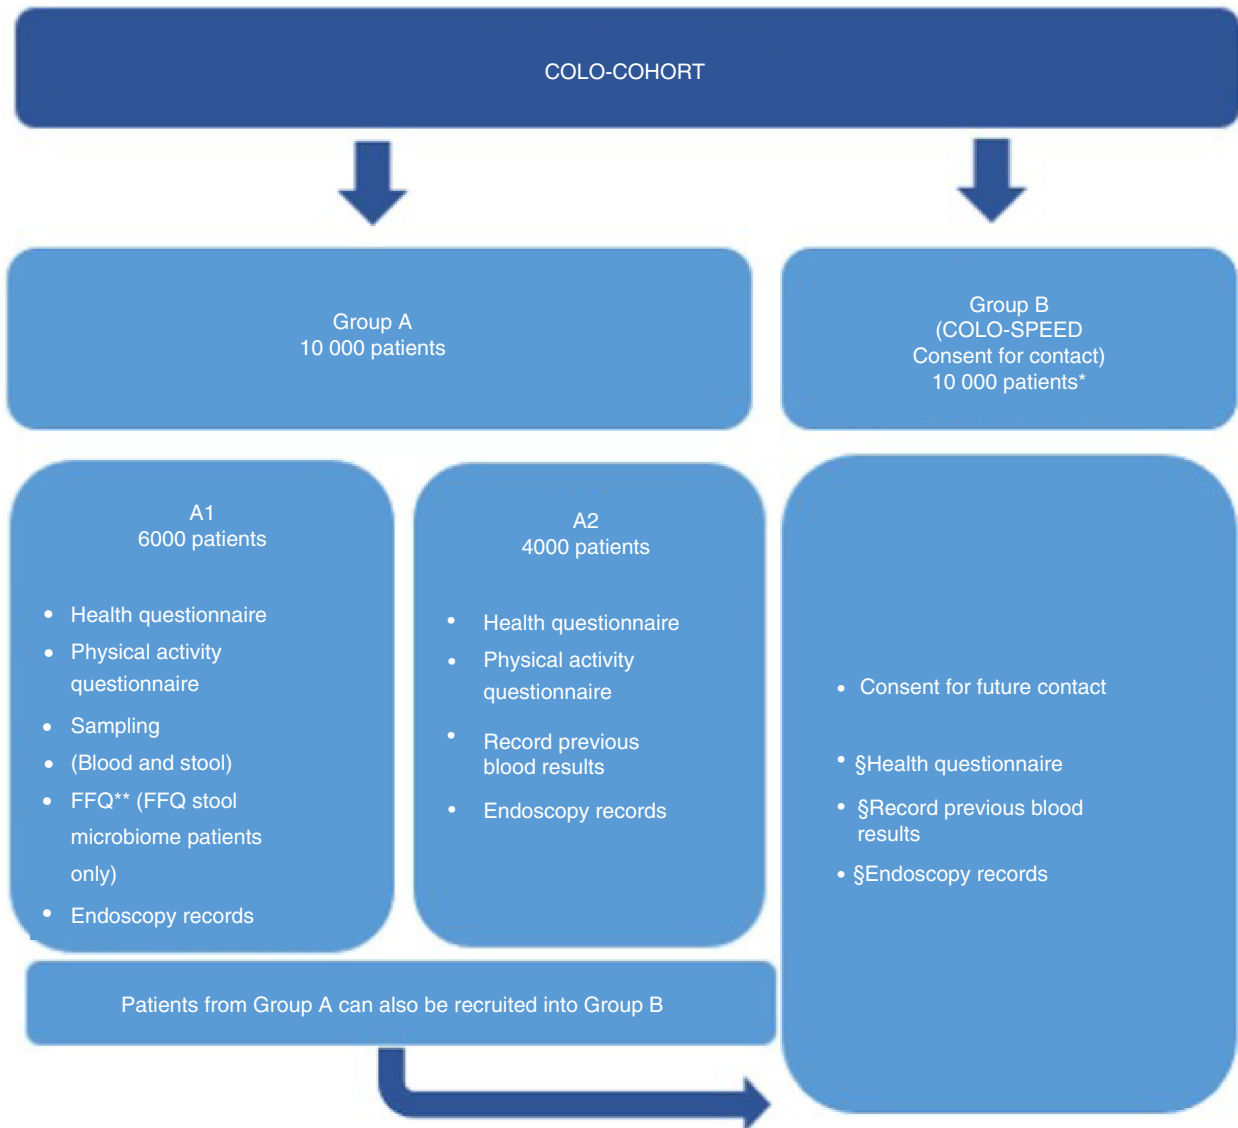 COLO-COHORT
Group A
10 000 patients
Group B
(COLO-SPEED
Consent for contact)
10 000 patients*
A1
6000 patients
• Health questionnaire
• Physical activity
questionnaire
• Sampling
• (Blood and stool)
• FFQ** (FFQ stool
microbiome patients
only)
• Endoscopy records
A2
4000 patients
• Health questionnaire
• Physical activity
questionnaire
• Record previous
blood results
• Endoscopy records
• Consent for future contact
• §Health questionnaire
• §Record previous blood
results
• §Endoscopy records
Patients from Group A can also be recruited into Group B